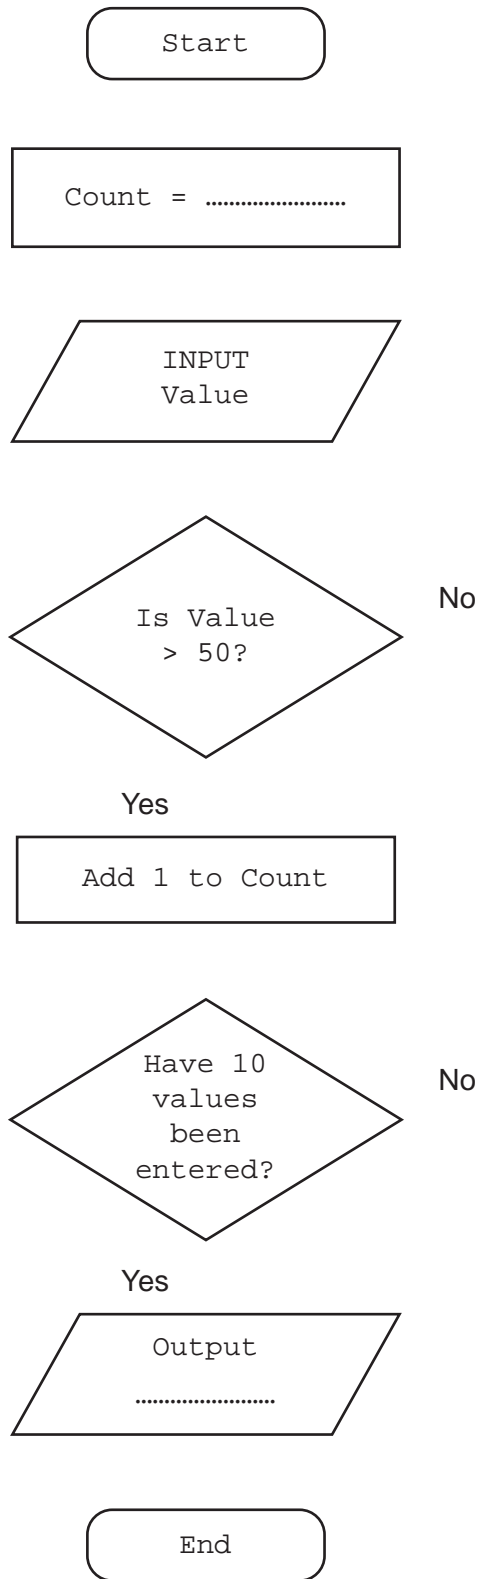 Start
Count = ........................
INPUT
Value
Is Value
> 50?
No
Yes
Add 1 to Count
Have 10
values
been
entered?
No
Yes
Output
........................
End